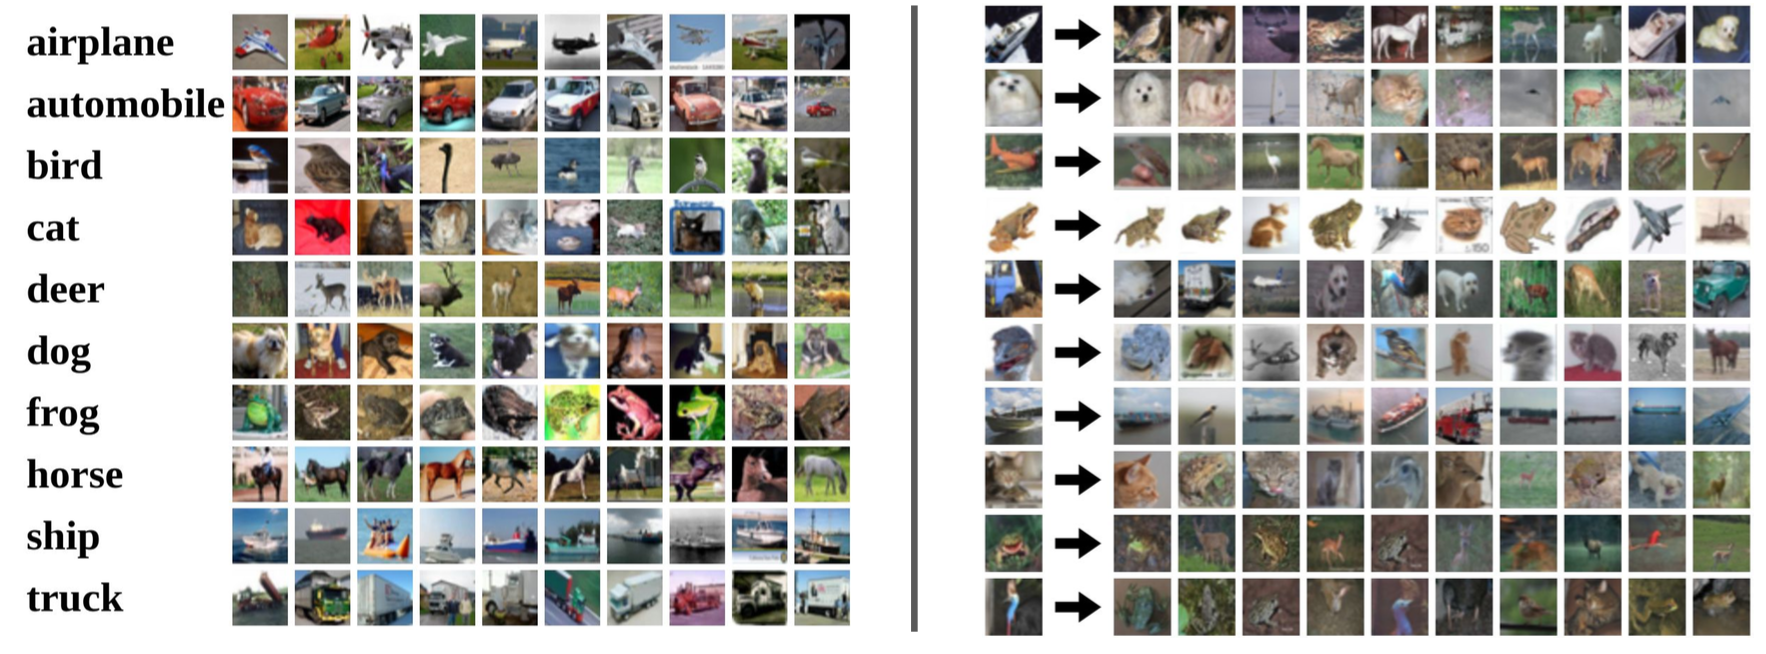 airplane
automobile
bird
cat
deer
dog
frog
horse
ship
truck